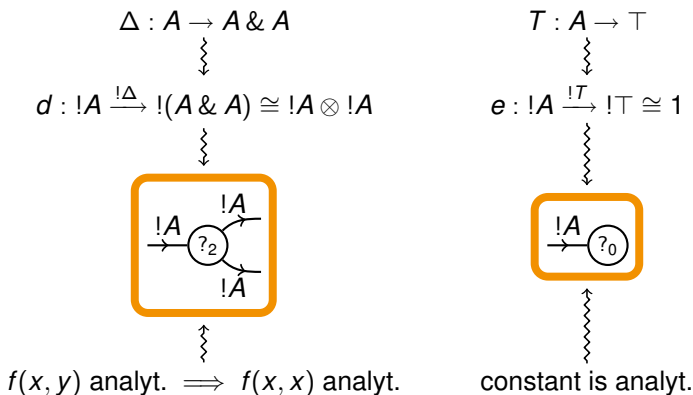 Δ : A → A & A
T : A → ⊤
d : !A —!Δ→ !(A & A) ≅ !A ⊗ !A
e : !A —!T→ !⊤ ≅ 1
!A
!A
?₂
!A
!A
?₀
f(x, y) analyt. ⟹ f(x, x) analyt.
constant is analyt.